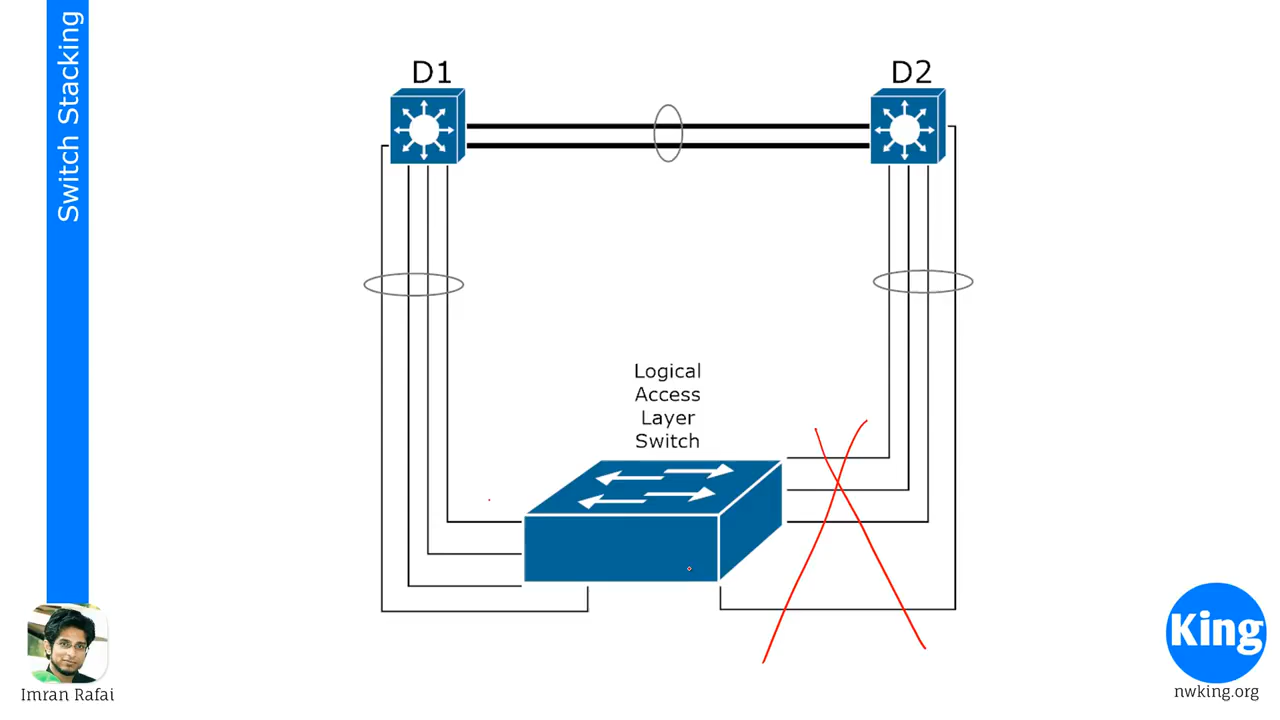 Switch Stacking
D1
D2
Logical
Access
Layer
Switch
King
Imran Rafai
nwking.org